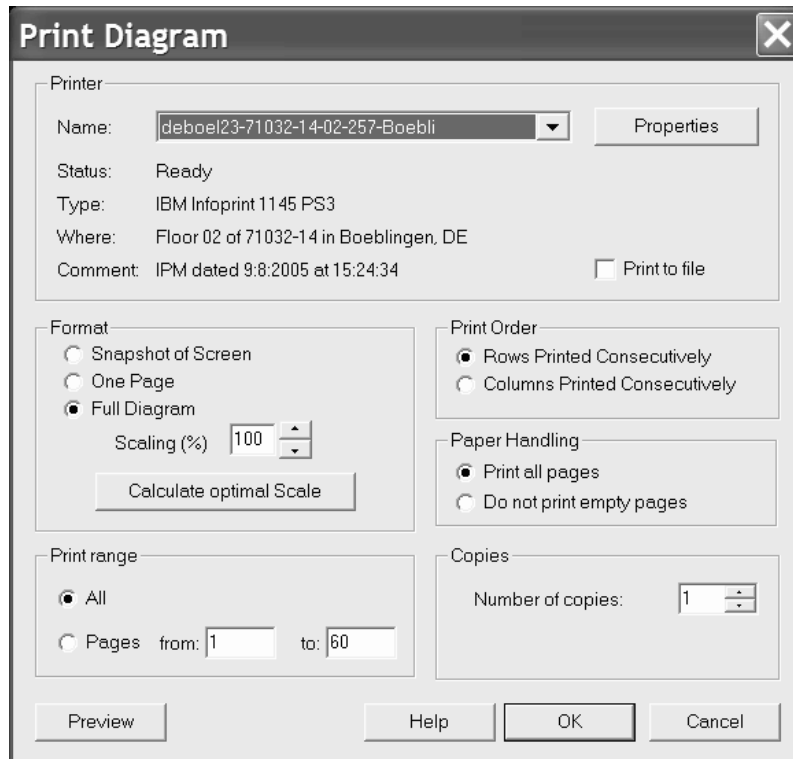 Print Diagram
Printer
Name: deboel23-71032-14-02-257-Boebli Properties
Status: Ready
Type: IBM Infoprint 1145 PS3
Where: Floor 02 of 71032-14 in Boeblingen, DE
Comment: IPM dated 9:8:2005 at 15:24:34 Print to file
Format
Snapshot of Screen
One Page
Full Diagram
Scaling (%) 100
Calculate optimal Scale
Print Order
Rows Printed Consecutively
Columns Printed Consecutively
Paper Handling
Print all pages
Do not print empty pages
Print range
All
Pages from: 1 to: 60
Copies
Number of copies: 1
Preview Help OK Cancel